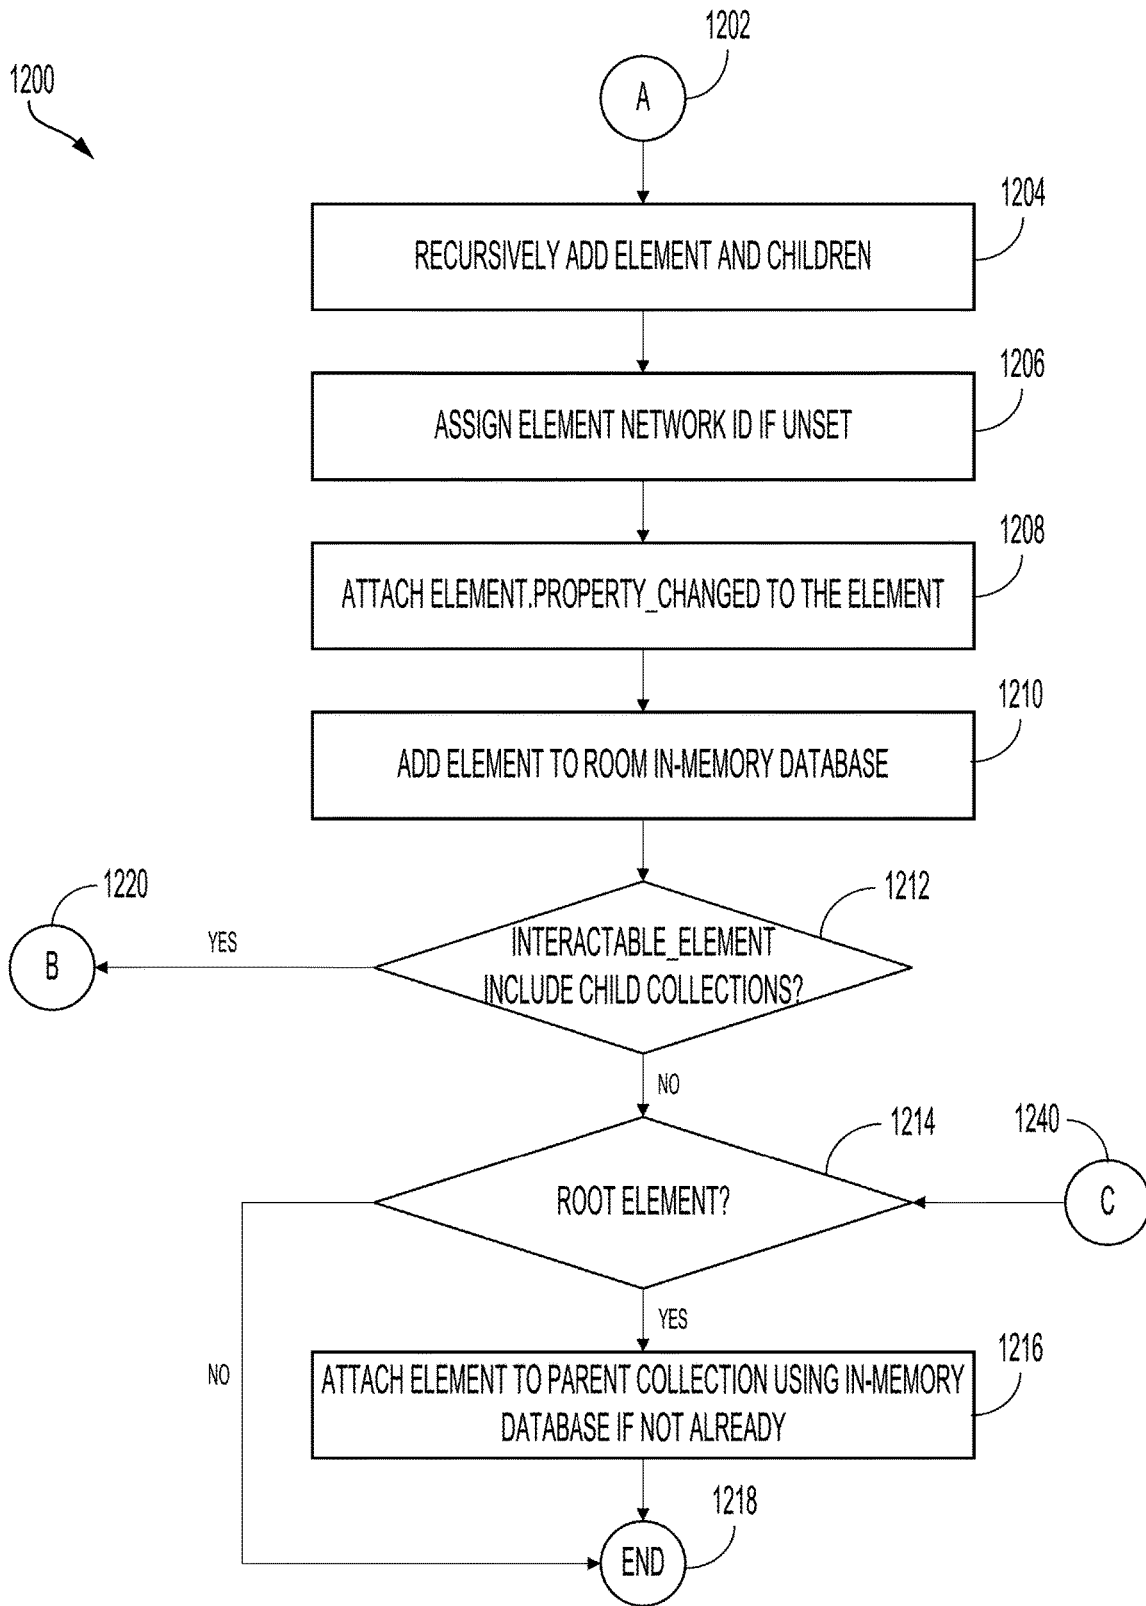 1202
1200
A
1204
RECURSIVELY ADD ELEMENT AND CHILDREN
1206
ASSIGN ELEMENT NETWORK ID IF UNSET
1208
ATTACH ELEMENT.PROPERTY_CHANGED TO THE ELEMENT
1210
ADD ELEMENT TO ROOM IN-MEMORY DATABASE
1220
1212
B
YES
INTERACTABLE_ELEMENT
INCLUDE CHILD COLLECTIONS?
NO
1214
1240
ROOT ELEMENT?
C
YES
NO
1216
ATTACH ELEMENT TO PARENT COLLECTION USING IN-MEMORY
DATABASE IF NOT ALREADY
1218
END